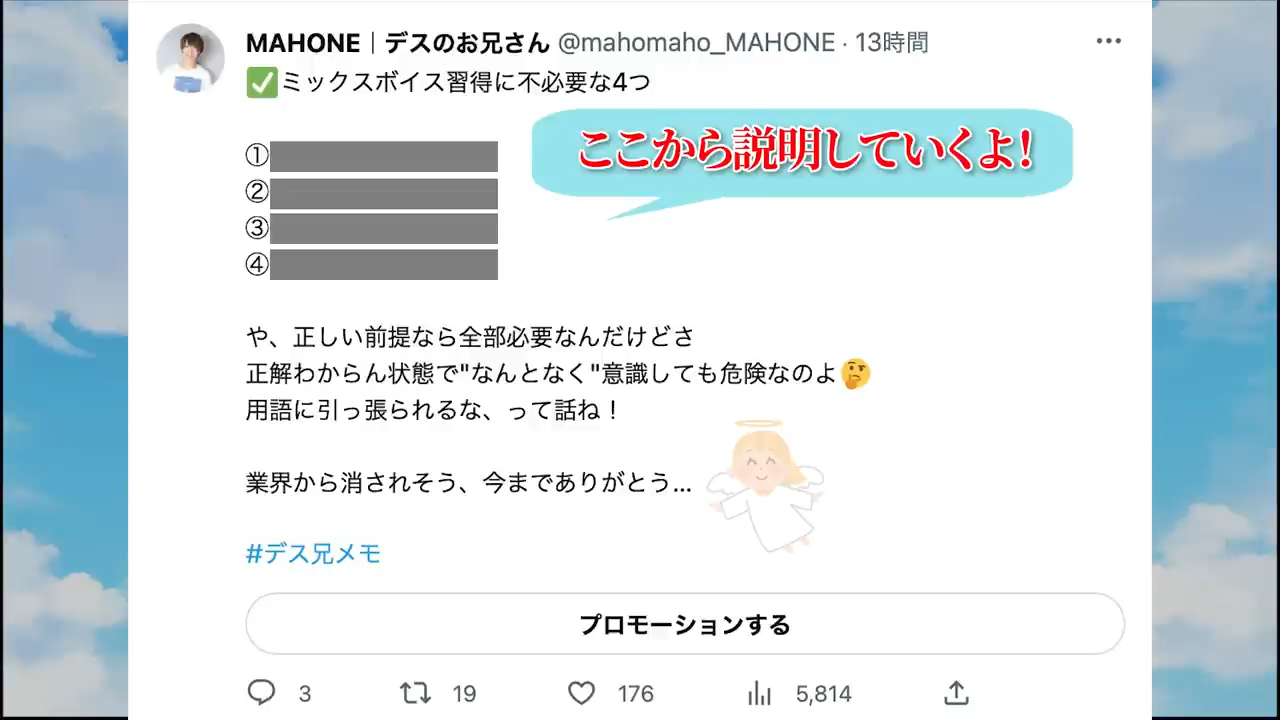 MAHONE｜デスのお兄さん @mahomaho_MAHONE · 13時間
✅ミックスボイス習得に不必要な4つ
ここから説明していくよ!
①
②
③
④
や、正しい前提なら全部必要なんだけどさ
正解わからん状態で"なんとなく"意識しても危険なのよ🤔
用語に引っ張られるな、って話ね！
業界から消されそう、今までありがとう...
#デス兄メモ
プロモーションする
3 19 176 5,814